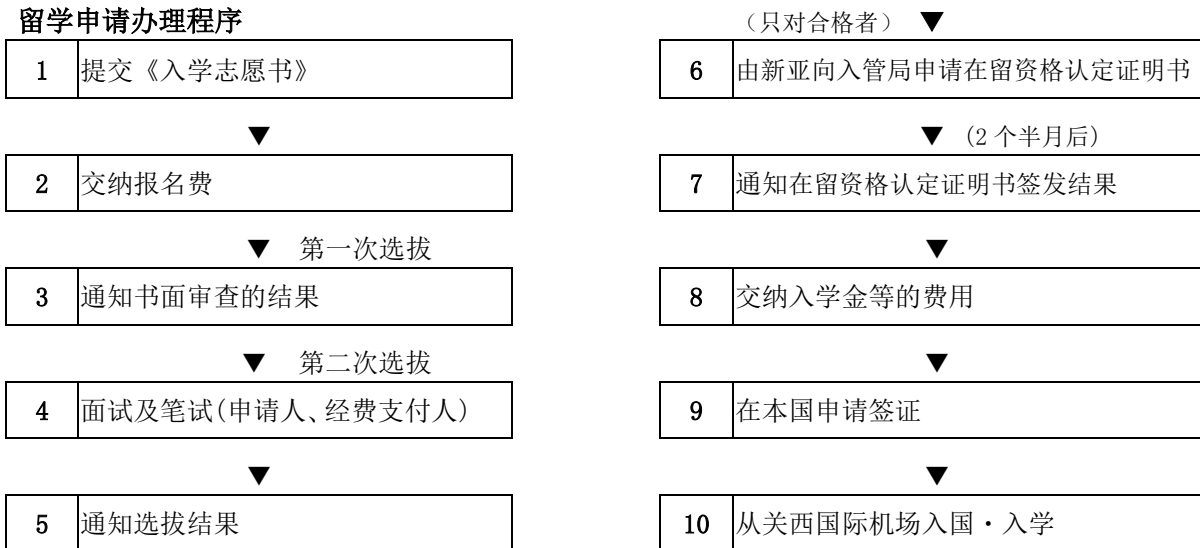 留学申请办理程序
1 提交《入学志愿书》
▼
2 交纳报名费
▼ 第一次选拔
3 通知书面审查的结果
▼ 第二次选拔
4 面试及笔试(申请人、经费支付人)
▼
5 通知选拔结果
（只对合格者） ▼
6 由新亚向入管局申请在留资格认定证明书
▼ (2个半月后)
7 通知在留资格认定证明书签发结果
▼
8 交纳入学金等的费用
▼
9 在本国申请签证
▼
10 从关西国际机场入国・入学